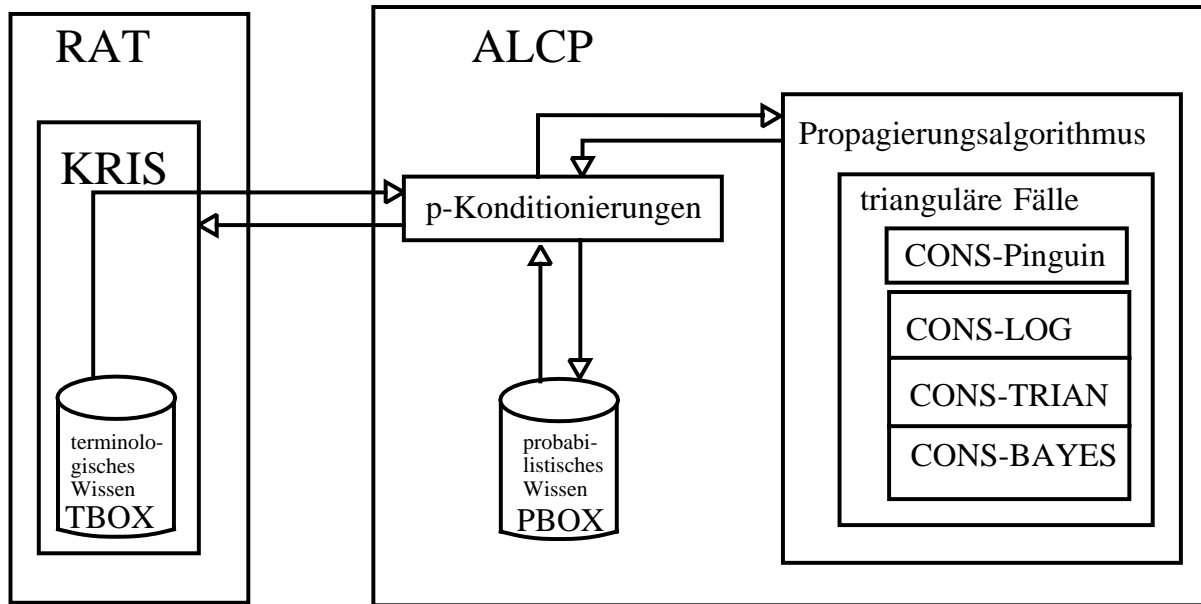 RAT
KRIS
terminolo-
gisches
Wissen
TBOX
ALCP
p-Konditionierungen
probabi-
listisches
Wissen
PBOX
Propagierungsalgorithmus
trianguläre Fälle
CONS-Pinguin
CONS-LOG
CONS-TRIAN
CONS-BAYES